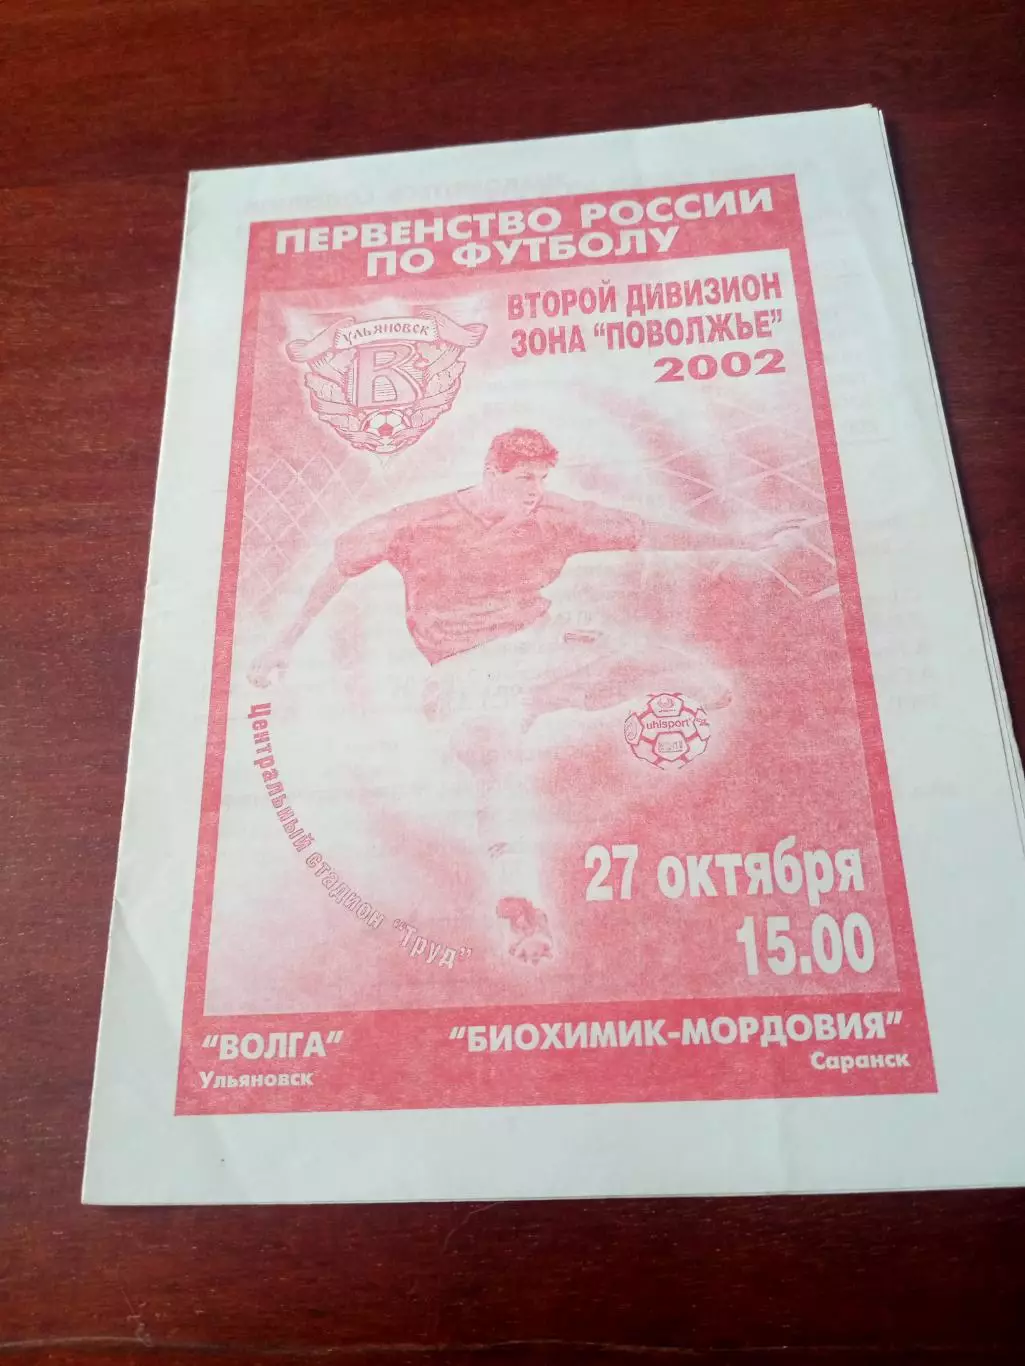 ПЕРВЕНСТВО РОССИИ
ПО ФУТБОЛУ
ВТОРОЙ ДИВИЗИОН
ЗОНА "ПОВОЛЖЬЕ"
2002
УЛЬЯНОВСК
В
uhlsport
Центральный стадион "Труд"
27 октября
15.00
"ВОЛГА"
Ульяновск
"БИОХИМИК-МОРДОВИЯ"
Саранск